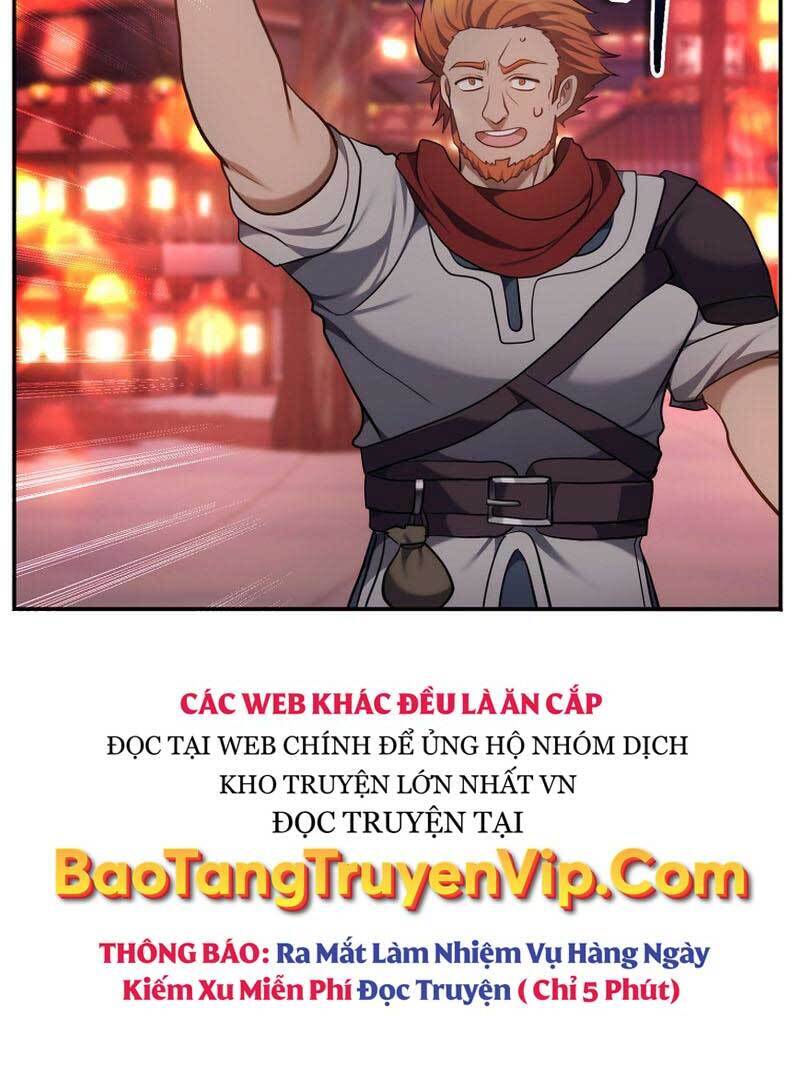 CÁC WEB KHÁC ĐỀU LÀ ĂN CẮP
ĐỌC TẠI WEB CHÍNH ĐỂ ỦNG HỘ NHÓM DỊCH
KHO TRUYỆN LỚN NHẤT VN
ĐỌC TRUYỆN TẠI
BaoTangTruyenVip.Com
THÔNG BÁO: Ra Mắt Làm Nhiệm Vụ Hàng Ngày
Kiếm Xu Miễn Phí Đọc Truyện ( Chỉ 5 Phút)